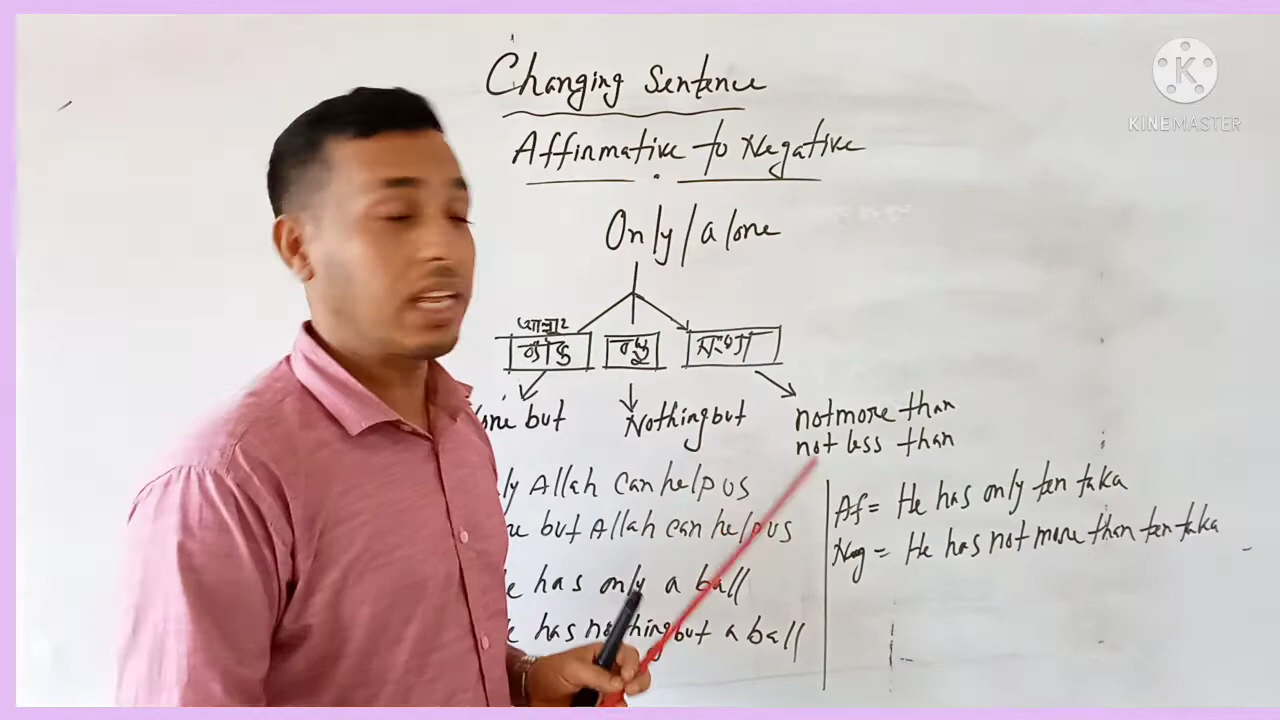 Changing Sentence
Affirmative to Negative
Only/alone
আল্লাহ
ব্যক্তি বস্তু সংখ্যা
but Nothing but not more than
not less than
Allah can help us
but Allah can help us
has only a ball
has nothing but a ball
Af = He has only ten taka
Neg = He has not more than ten taka
KINEMASTER